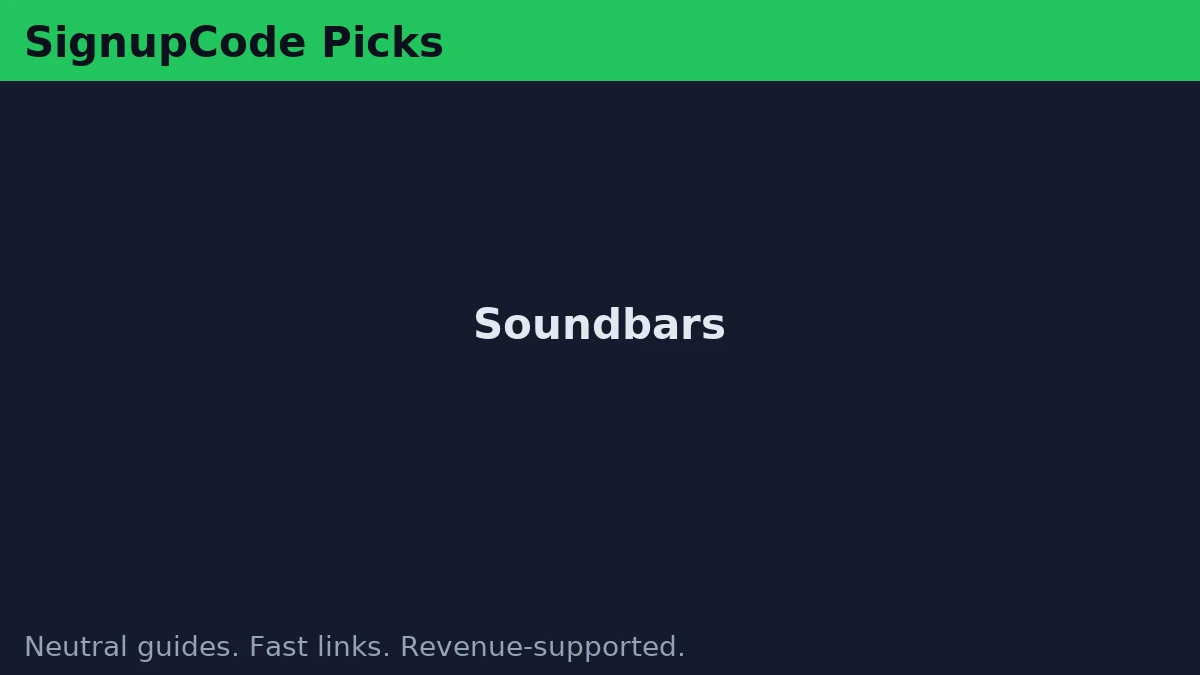 SignupCode Picks
Soundbars
Neutral guides. Fast links. Revenue-supported.